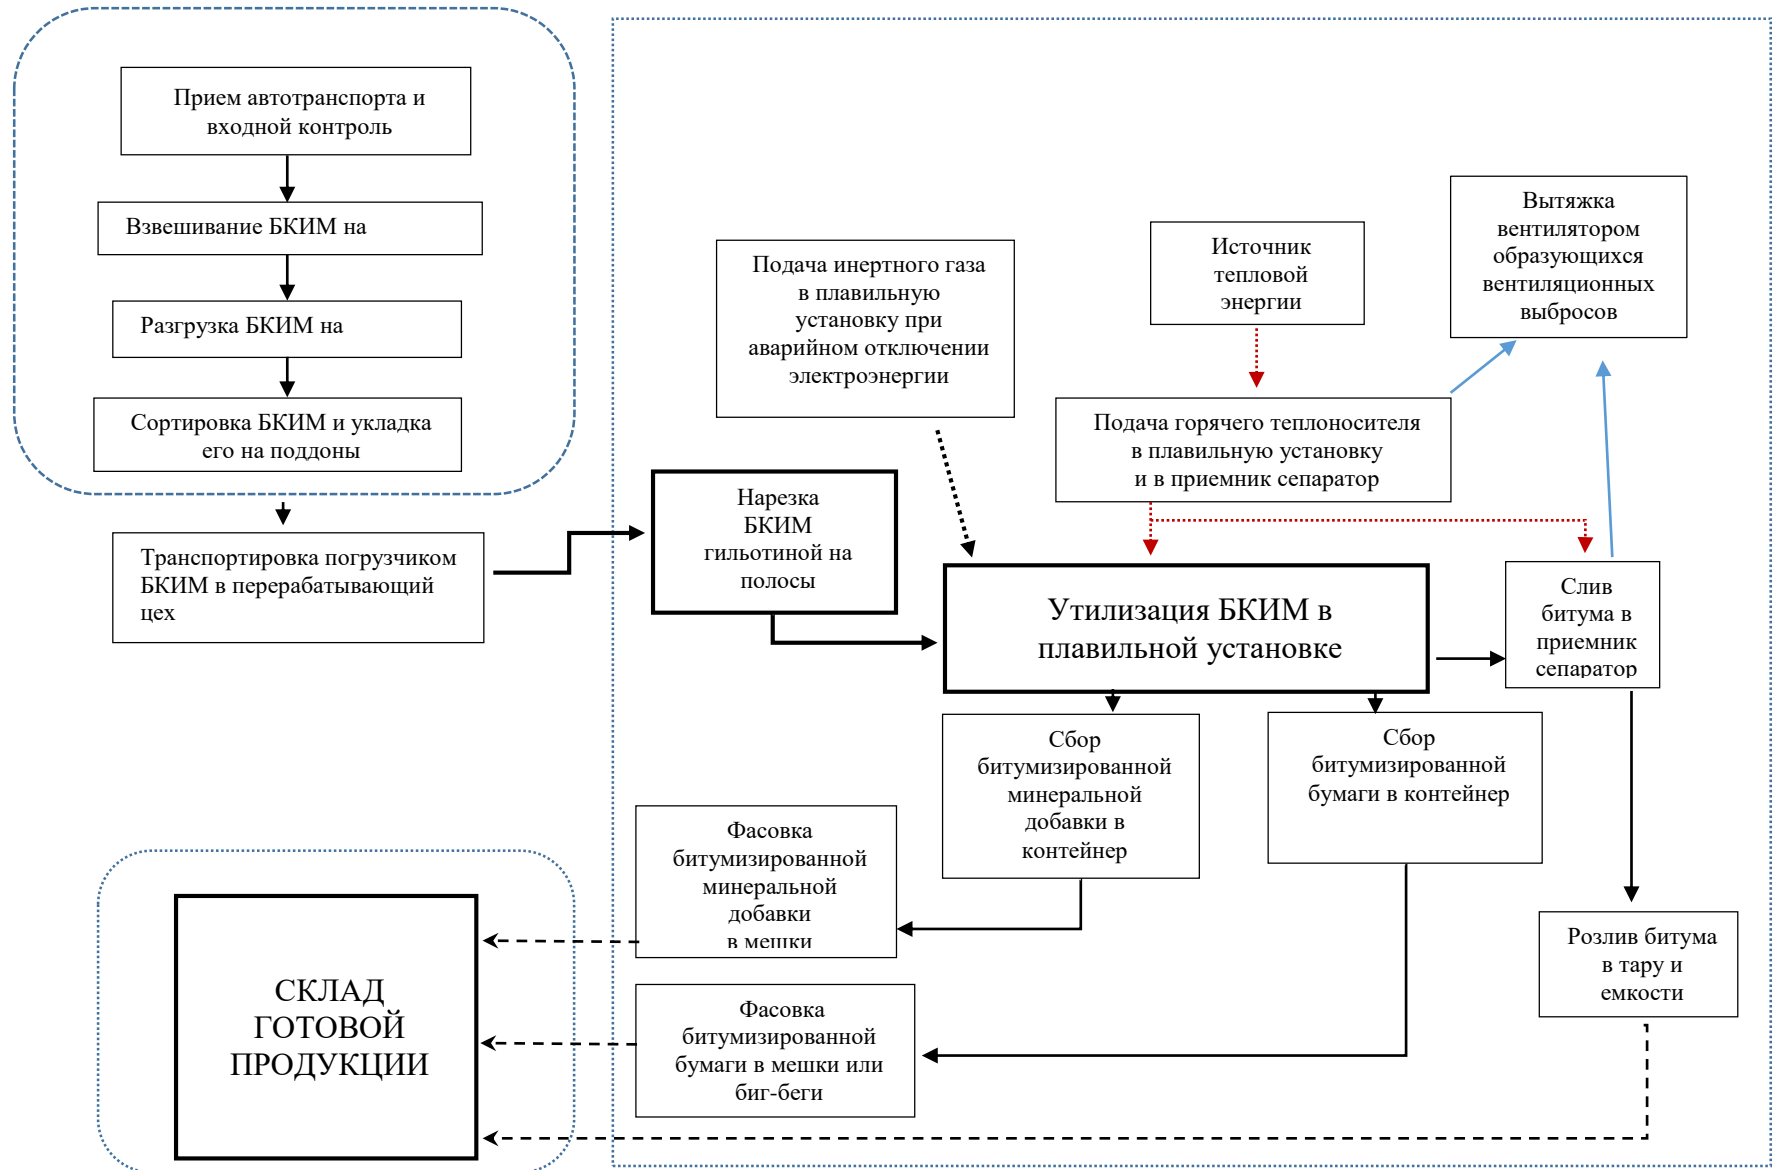 Прием автотранспорта и
входной контроль
Взвешивание БКИМ на
Разгрузка БКИМ на
Сортировка БКИМ и укладка
его на поддоны
Транспортировка погрузчиком
БКИМ в перерабатывающий
цех
Нарезка
БКИМ
гильотиной на
полосы
Подача инертного газа
в плавильную
установку при
аварийном отключении
электроэнергии
Источник
тепловой
энергии
Вытяжка
вентилятором
образующихся
вентиляционных
выбросов
Подача горячего теплоносителя
в плавильную установку
и в приемник сепаратор
Утилизация БКИМ в
плавильной установке
Слив
битума в
приемник
сепаратор
Сбор
битумизированной
минеральной
добавки в
контейнер
Сбор
битумизированной
бумаги в контейнер
Фасовка
битумизированной
минеральной
добавки
в мешки
Фасовка
битумизированной
бумаги в мешки или
биг-беги
Розлив битума
в тару и
емкости
СКЛАД
ГОТОВОЙ
ПРОДУКЦИИ